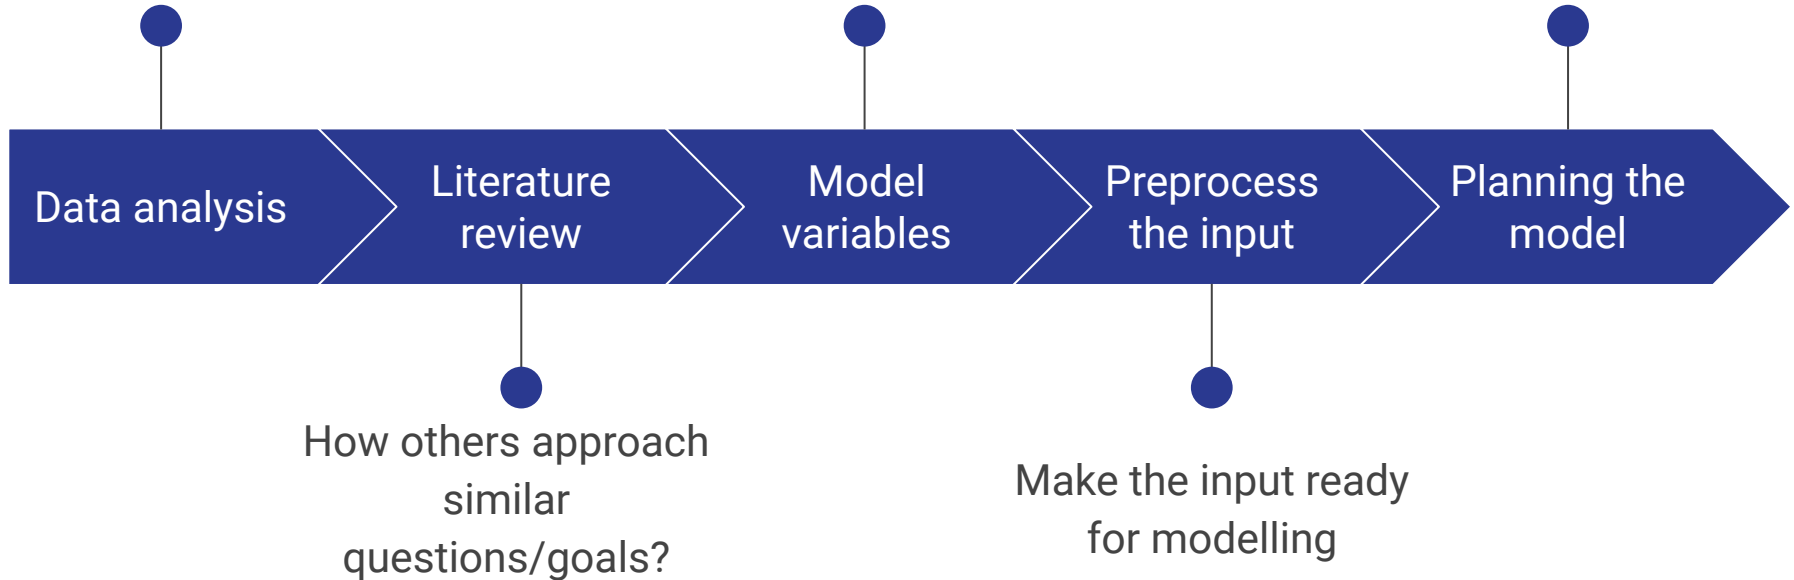 Data analysis
Literature
review
Model
variables
Preprocess
the input
Planning the
model
How others approach
similar
questions/goals?
Make the input ready
for modelling